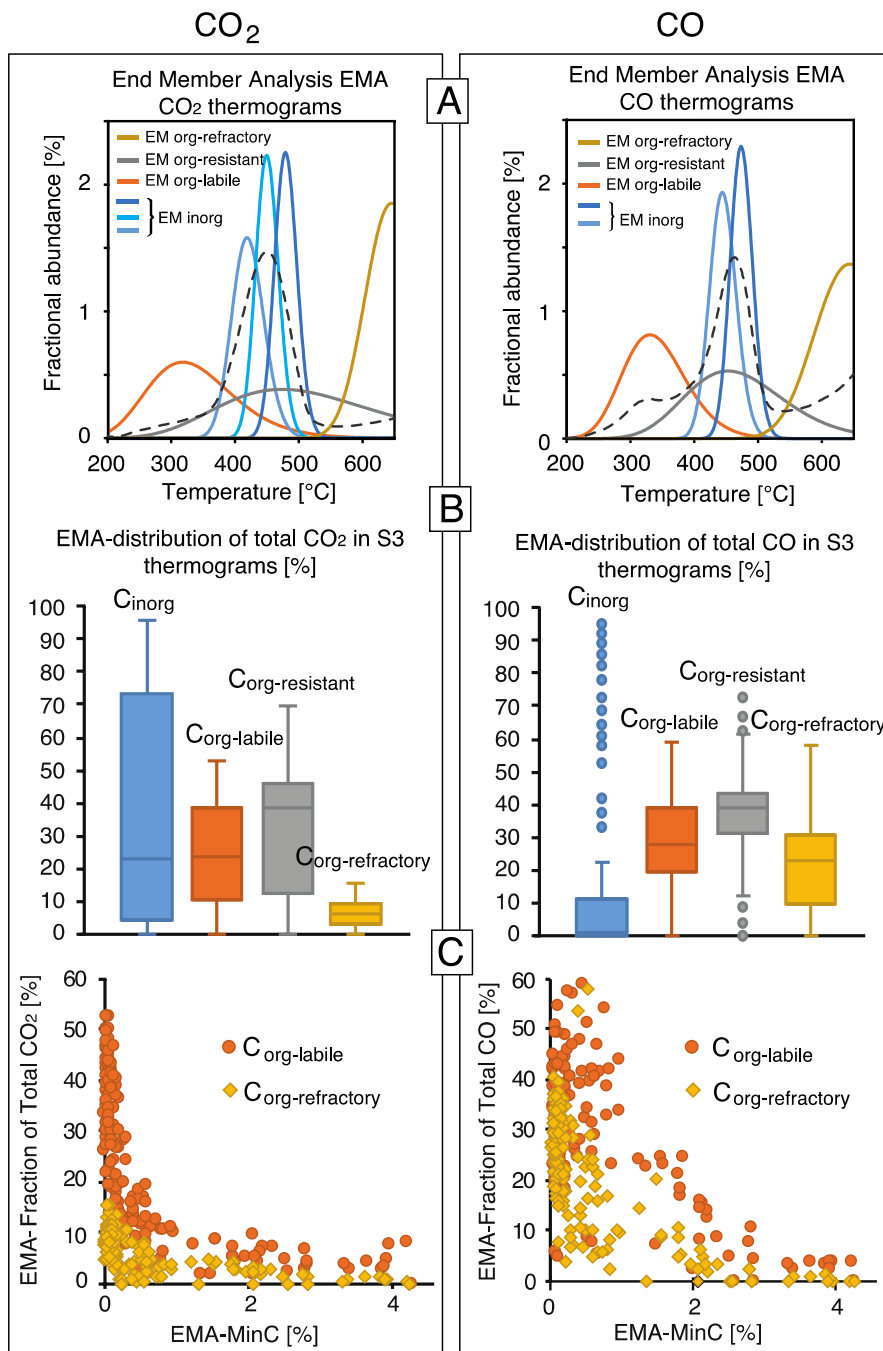 CO2
CO
A
End Member Analysis EMA
CO2 thermograms
EM org-refractory
EM org-resistant
EM org-labile
} EM inorg
Fractional abundance [%]
2
1
0
200 300 400 500 600
Temperature [°C]
End Member Analysis EMA
CO thermograms
EM org-refractory
EM org-resistant
EM org-labile
} EM inorg
Fractional abundance [%]
2
1
0
200 300 400 500 600
Temperature [°C]
B
EMA-distribution of total CO2 in S3
thermograms [%]
100
90
80
70
60
50
40
30
20
10
0
Cinorg
Corg-labile
Corg-resistant
Corg-refractory
EMA-distribution of total CO in S3
thermograms [%]
100
90
80
70
60
50
40
30
20
10
0
Cinorg
Corg-labile
Corg-resistant
Corg-refractory
C
EMA- Fraction of Total CO2 [%]
60
50
40
30
20
10
0
Corg-labile
Corg-refractory
0 2 4
EMA-MinC [%]
EMA-Fraction of Total CO [%]
60
50
40
30
20
10
0
Corg-labile
Corg-refractory
0 2 4
EMA-MinC [%]